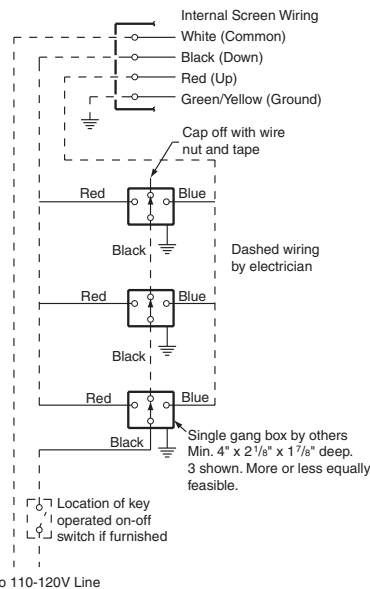 Internal Screen Wiring
White (Common)
Black (Down)
Red (Up)
Green/Yellow (Ground)
Cap off with wire
nut and tape
Red
Blue
Black
Dashed wiring
by electrician
Red
Blue
Black
Red
Blue
Black
Single gang box by others
Min. 4" x 2 1/8" x 1 7/8" deep.
3 shown. More or less equally
feasible.
Location of key
operated on-off
switch if furnished
o 110-120V Line